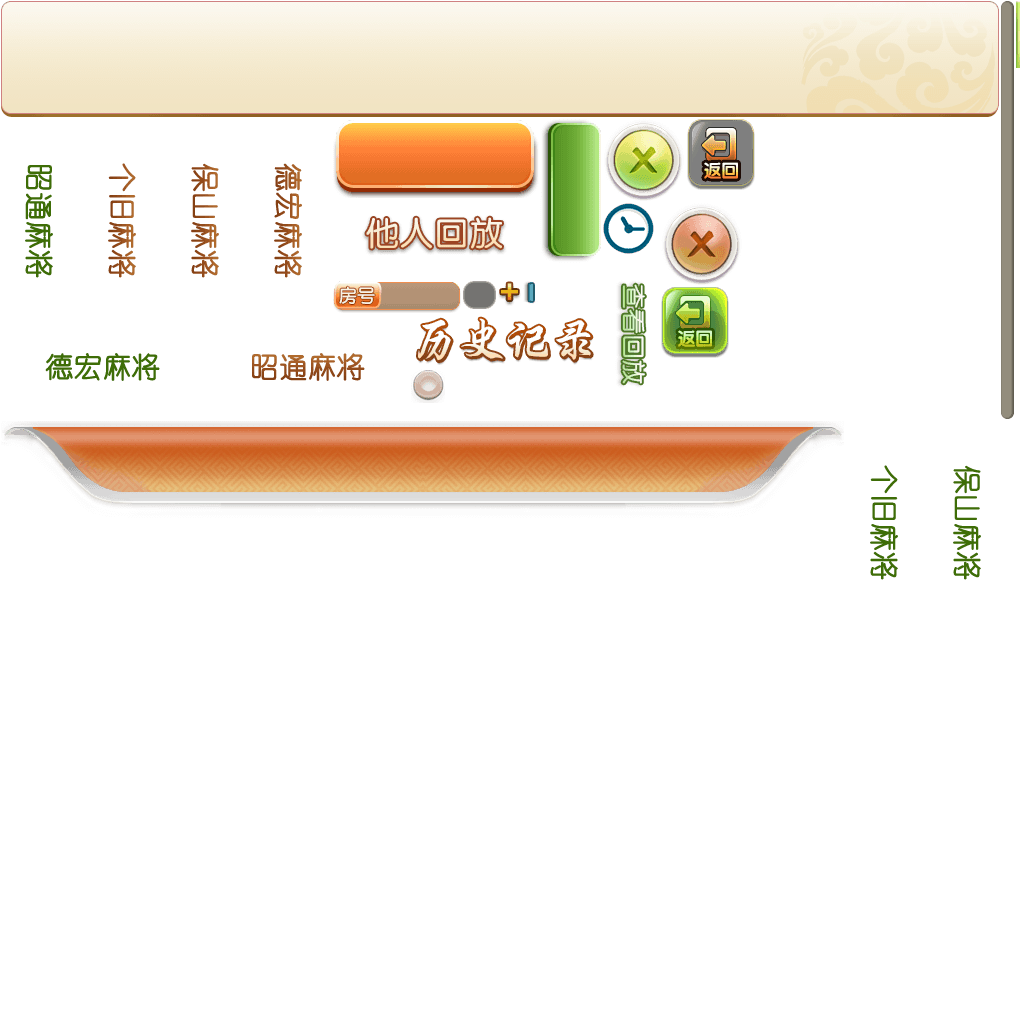 昭通麻将
个旧麻将
保山麻将
德宏麻将
返回
他人回放
房号
历史记录
查看回放
返回
德宏麻将
昭通麻将
个旧麻将
保山麻将